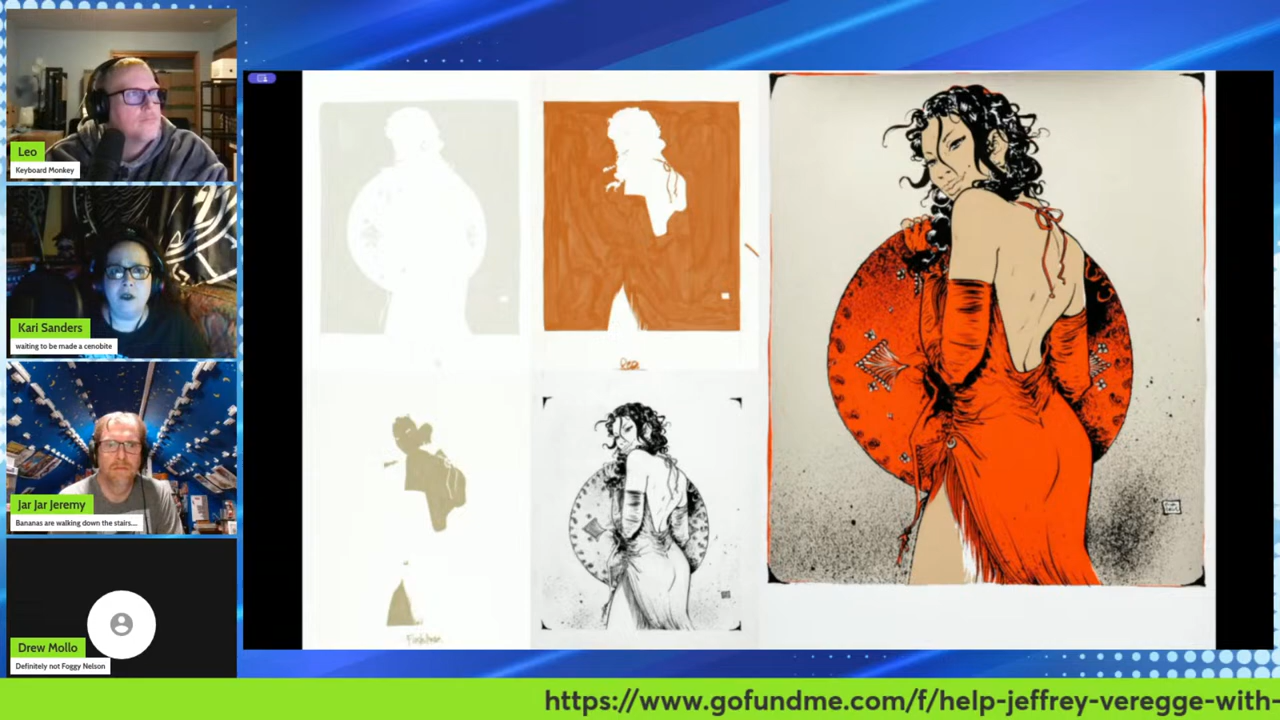 Leo
Keyboard Monkey
Kari Sanders
waiting to be made a cenobite
Jar Jar Jeremy
Bananas are walking down the stairs....
Drew Mollo
Definitely not Foggy Nelson
https://www.gofundme.com/f/help-jeffrey-veregge-with-